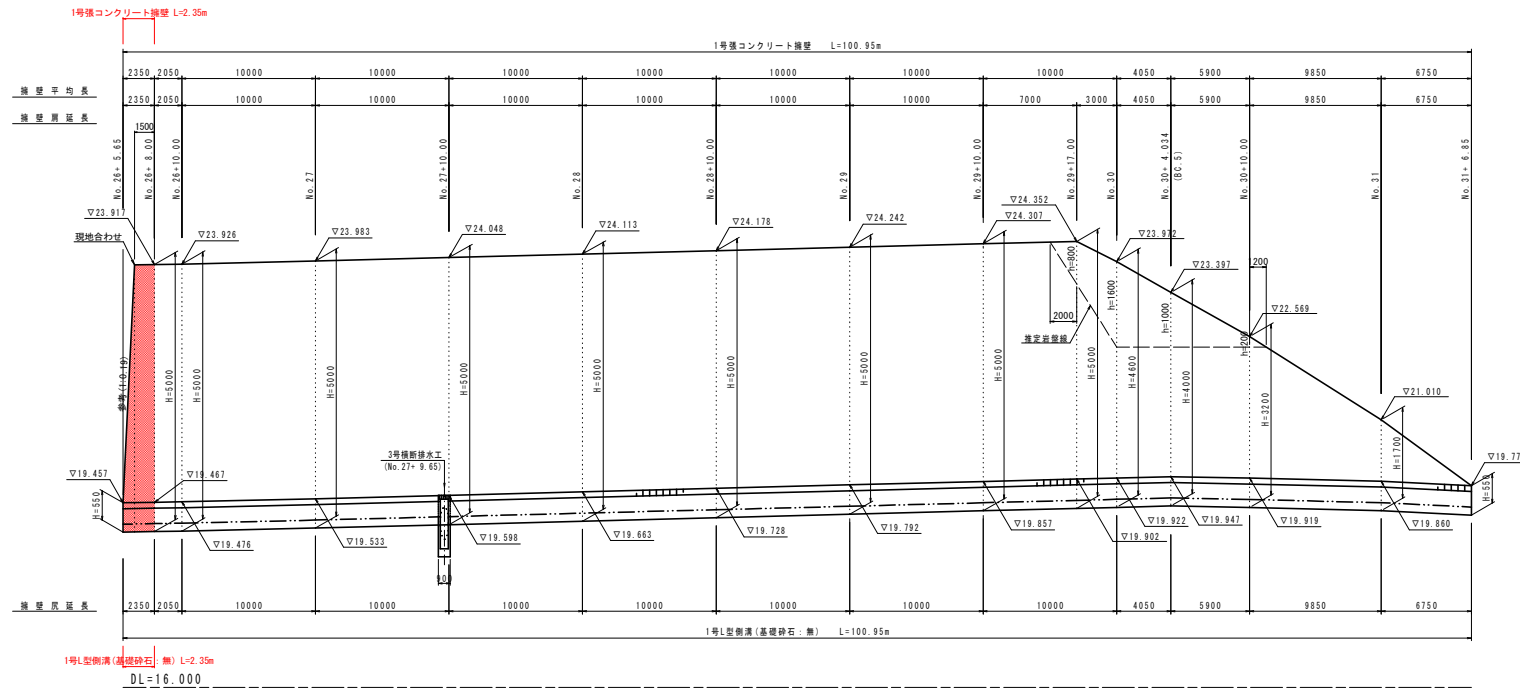 1号張コンクリート擁壁 L=2.35m
1号張コンクリート擁壁 L=100.95m
2350 2050 10000 10000 10000 10000 10000 10000 10000 4050 5900 9850 6750
擁壁平均長
2350 2050 10000 10000 10000 10000 10000 10000 7000 3000 4050 5900 9850 6750
擁壁肩延長
1500
No.26+ 5.65
No.26+ 8.00
No.26+10.00
No.27
No.27+10.00
No.28
No.28+10.00
No.29
No.29+10.00
No.29+17.00
No.30
No.30+ 4.034
(BC.5)
No.30+10.00
No.31
No.31+ 6.85
▽23.917
現地合わせ
▽23.926
▽23.983
▽24.048
▽24.113
▽24.178
▽24.242
▽24.307
▽24.352
▽23.972
▽23.397
1200
▽22.569
▽21.010
h=800
h=1600
h=1000
h=200
2000
推定岩盤線
参考(1:0.19)
H=5000
H=5000
H=5000
H=5000
H=5000
H=5000
H=5000
H=5000
H=5000
H=4600
H=4000
H=3200
H=1700
3号横断排水工
(No.27+ 9.65)
▽19.457
▽19.467
▽19.77
H=550
H=550
▽19.476
▽19.533
▽19.598
▽19.663
▽19.728
▽19.792
▽19.857
▽19.902
▽19.922
▽19.947
▽19.919
▽19.860
900
擁壁尻延長
2350 2050 10000 10000 10000 10000 10000 10000 10000 4050 5900 9850 6750
1号L型側溝(基礎砕石：無) L=100.95m
1号L型側溝(基礎砕石：無) L=2.35m
DL=16.000